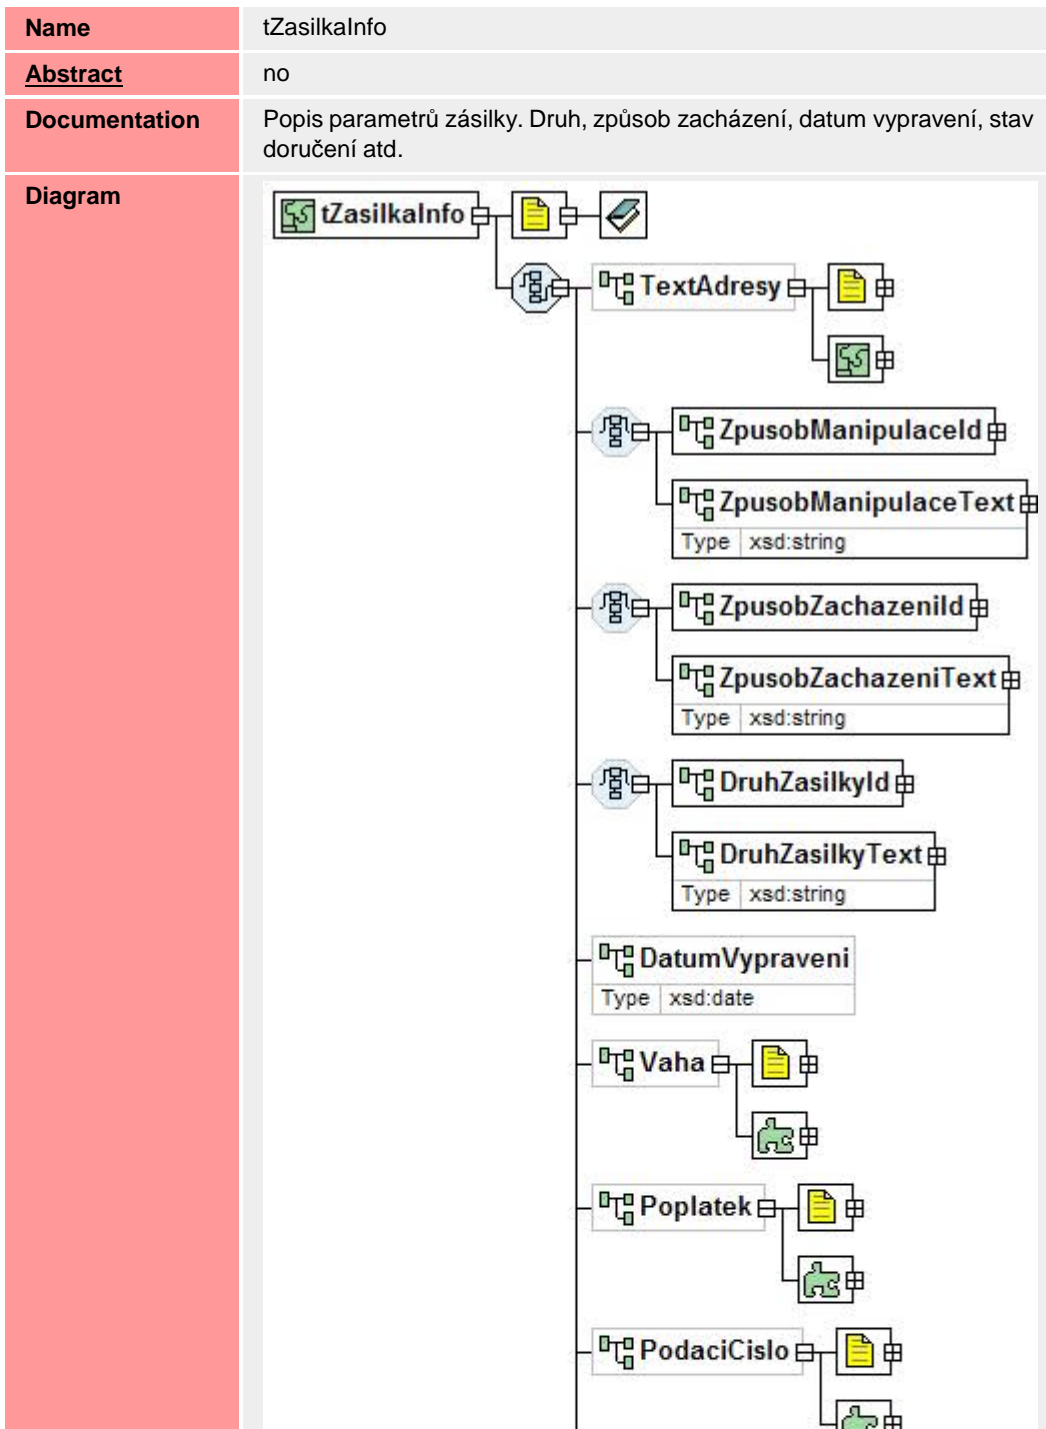 Name tZasilkaInfo
Abstract no
Documentation Popis parametrů zásilky. Druh, způsob zacházení, datum vypravení, stav
doručení atd.
Diagram
tZasilkaInfo
TextAdresy
ZpusobManipulaceId
ZpusobManipulaceText
Type xsd:string
ZpusobZachazeniId
ZpusobZachazeniText
Type xsd:string
DruhZasilkyId
DruhZasilkyText
Type xsd:string
DatumVypraveni
Type xsd:date
Vaha
Poplatek
PodaciCislo